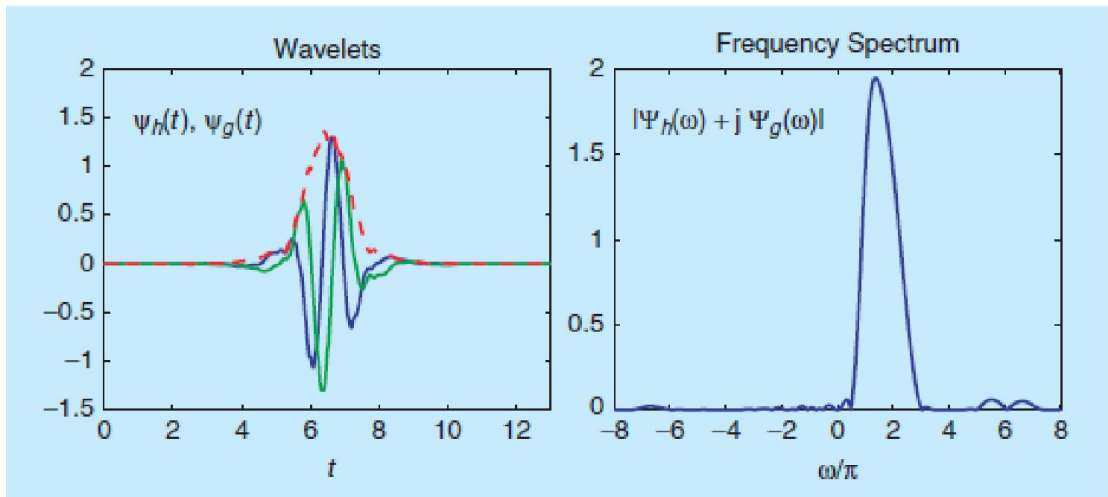 Wavelets
2
1.5
1
0.5
0
−0.5
−1
−1.5
ψh(t), ψg(t)
0 2 4 6 8 10 12
t
Frequency Spectrum
2
1.5
1
0.5
0
|Ψh(ω) + j Ψg(ω)|
−8 −6 −4 −2 0 2 4 6 8
ω/π